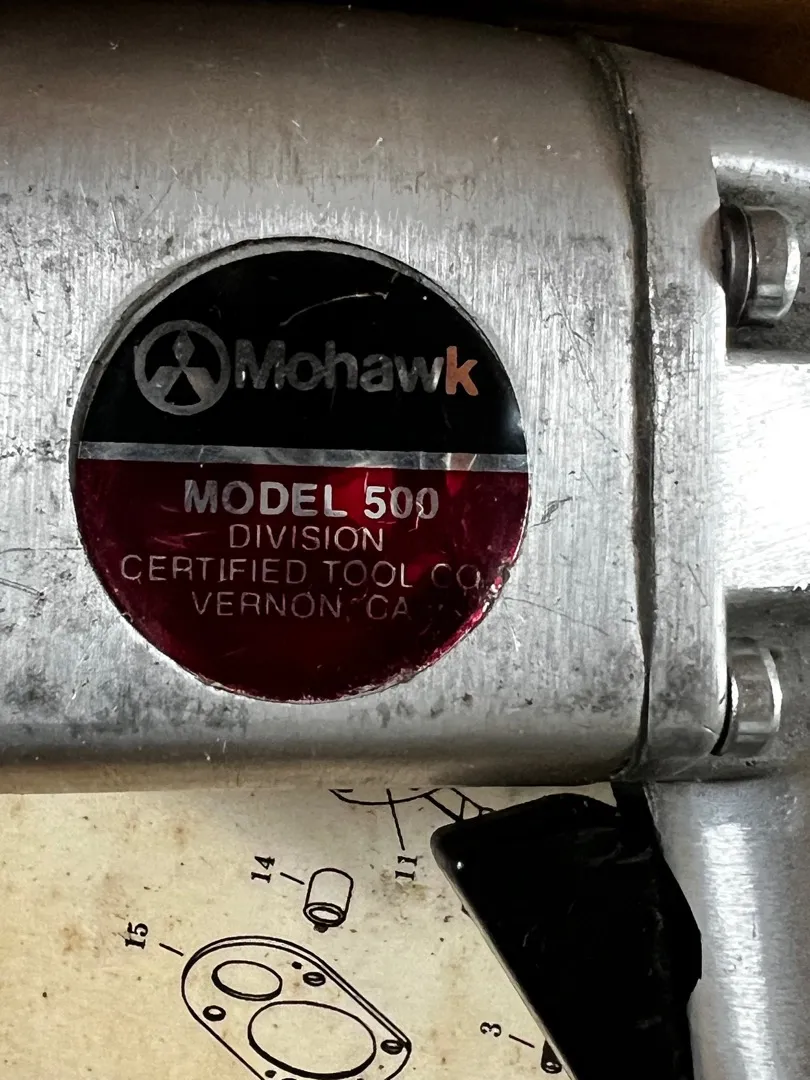 Mohawk
MODEL 500
DIVISION
CERTIFIED TOOL CO.
VERNON, CA
14
11
15
3